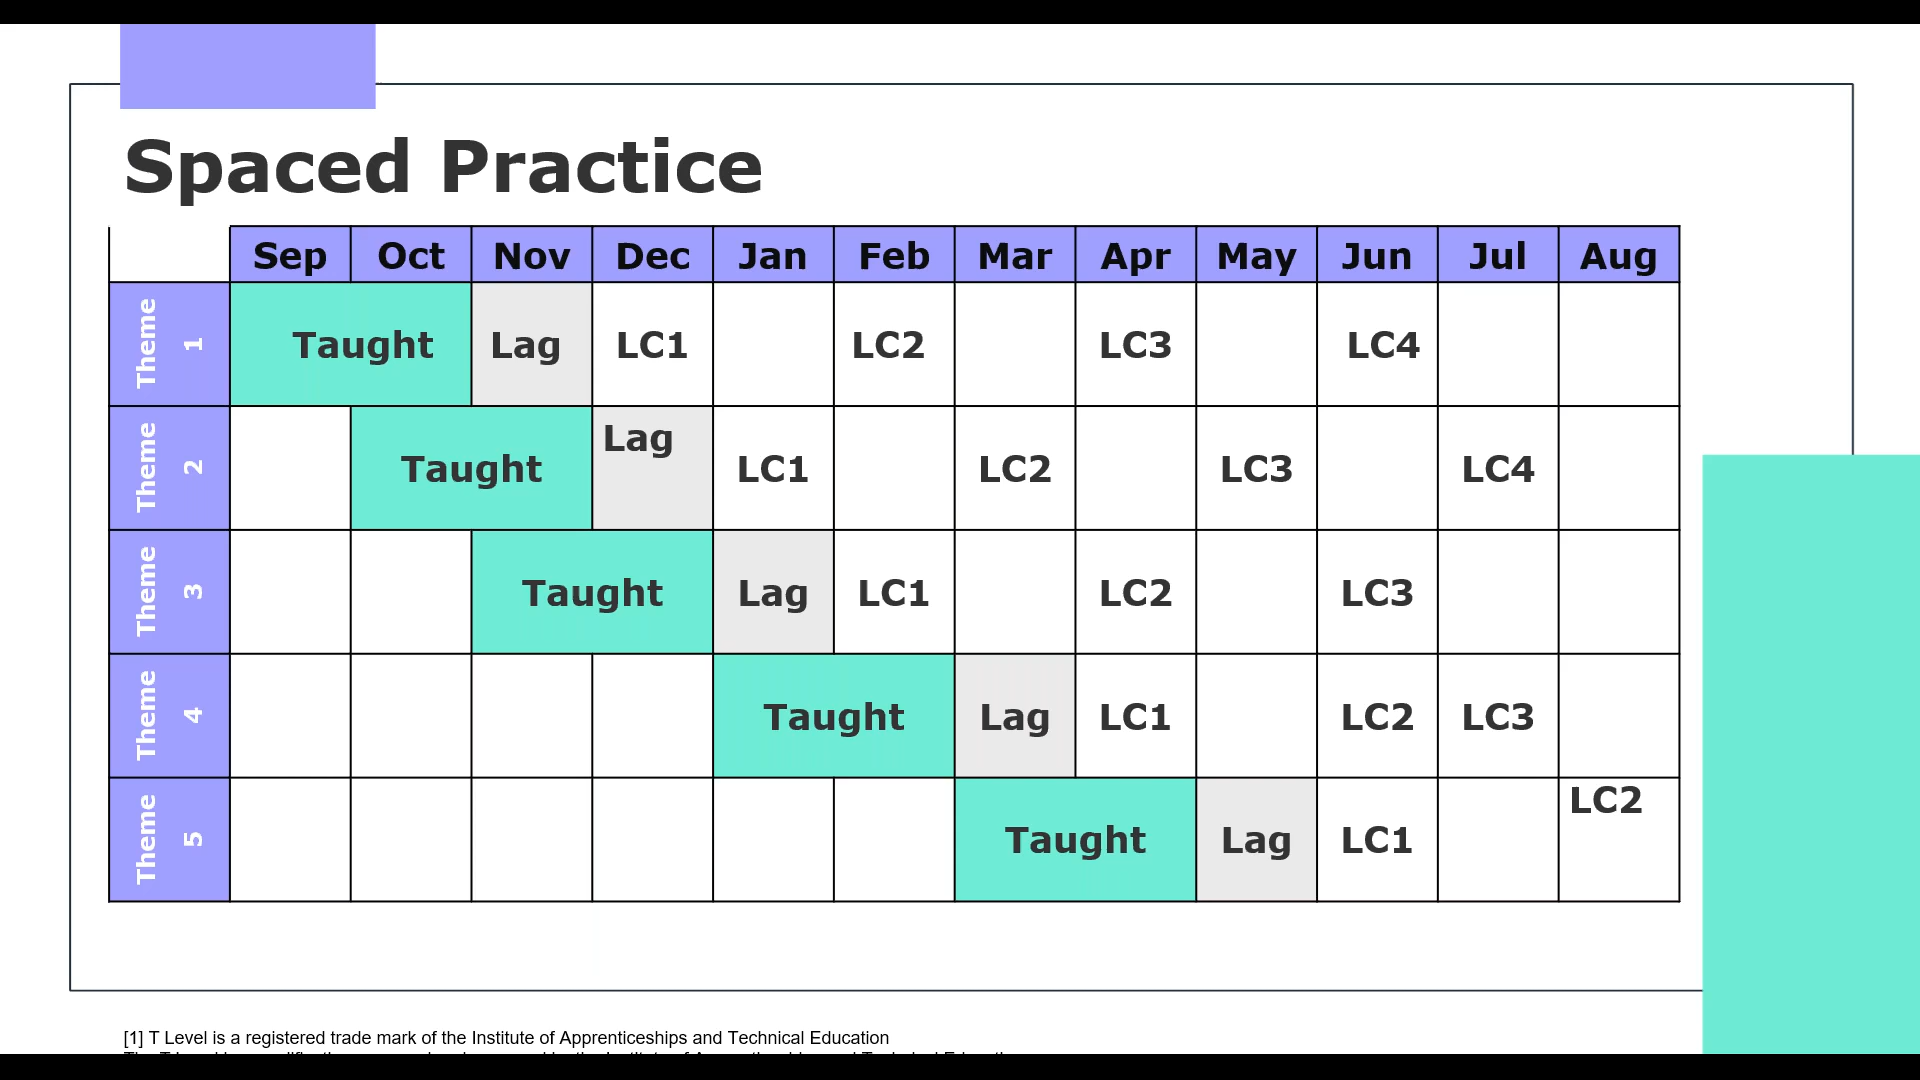 Spaced Practice
Sep Oct Nov Dec Jan Feb Mar Apr May Jun Jul Aug
Theme 1 Taught Lag LC1 LC2 LC3 LC4
Theme 2 Taught Lag LC1 LC2 LC3 LC4
Theme 3 Taught Lag LC1 LC2 LC3
Theme 4 Taught Lag LC1 LC2 LC3
Theme 5 Taught Lag LC1 LC2
[1] T Level is a registered trade mark of the Institute of Apprenticeships and Technical Education